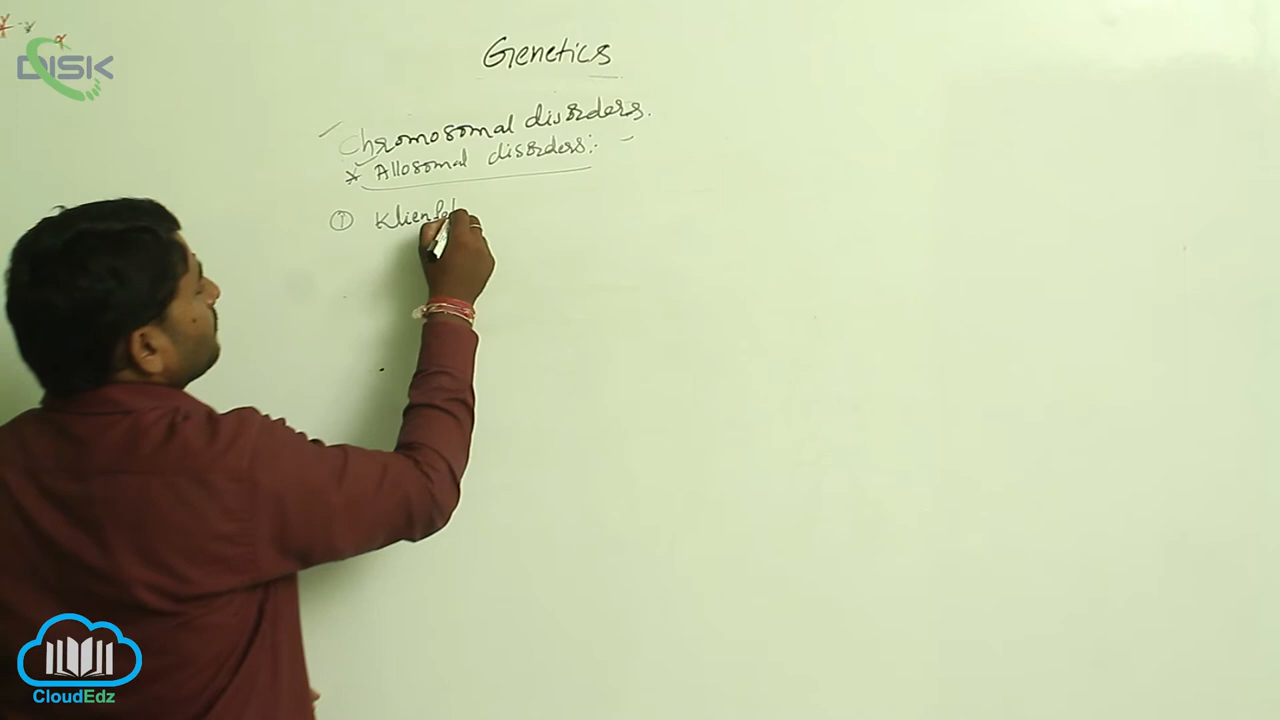 Genetics
DISK
Chromosomal disorders.
* Allosomal disorders:-
① Klienfel
CloudEdz